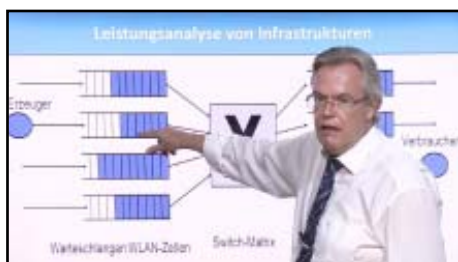 Leistungsanalyse von Infrastrukturen
Erzeuger
Verbraucher
Warteschlangen WLAN-Zellen
Switch-Matrix